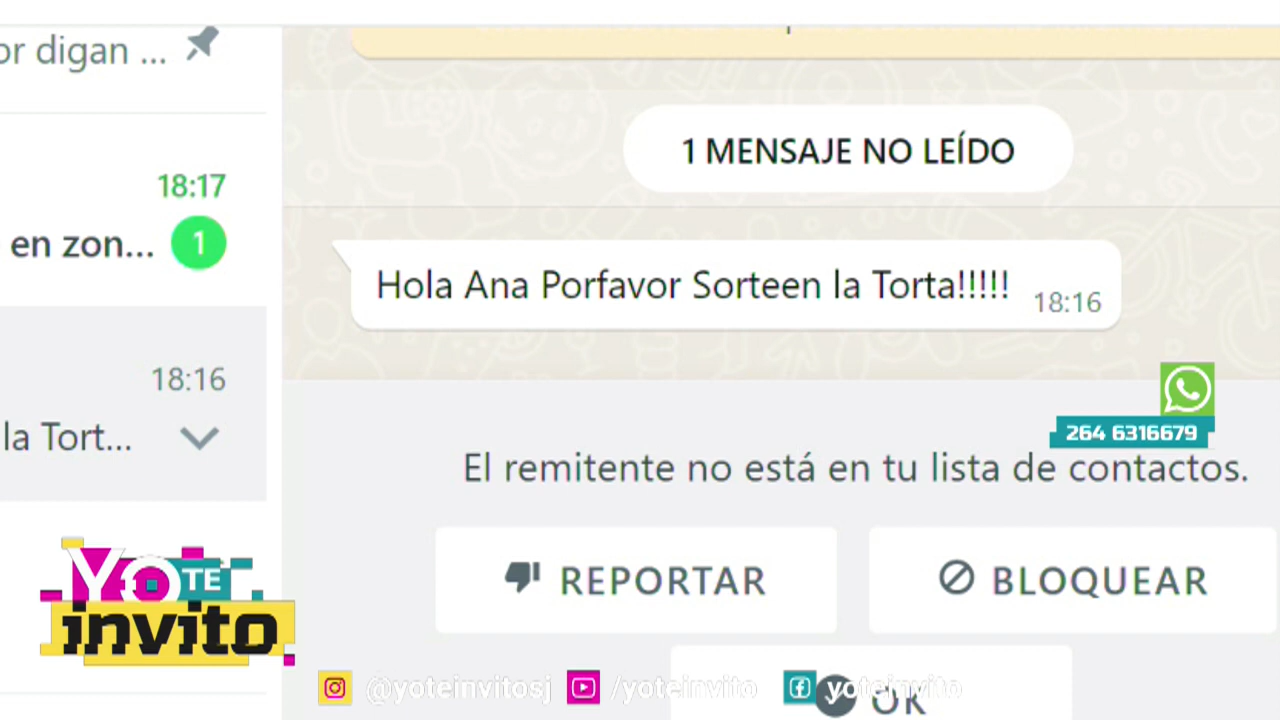 or digan ...
1 MENSAJE NO LEÍDO
18:17
en zon...
1
Hola Ana Porfavor Sorteen la Torta!!!!!
18:16
18:16
la Tort...
264 6316679
El remitente no está en tu lista de contactos.
REPORTAR
BLOQUEAR
YO TE
invito
@yoteinvitosj
/yoteinvito
yoteinvito
OK